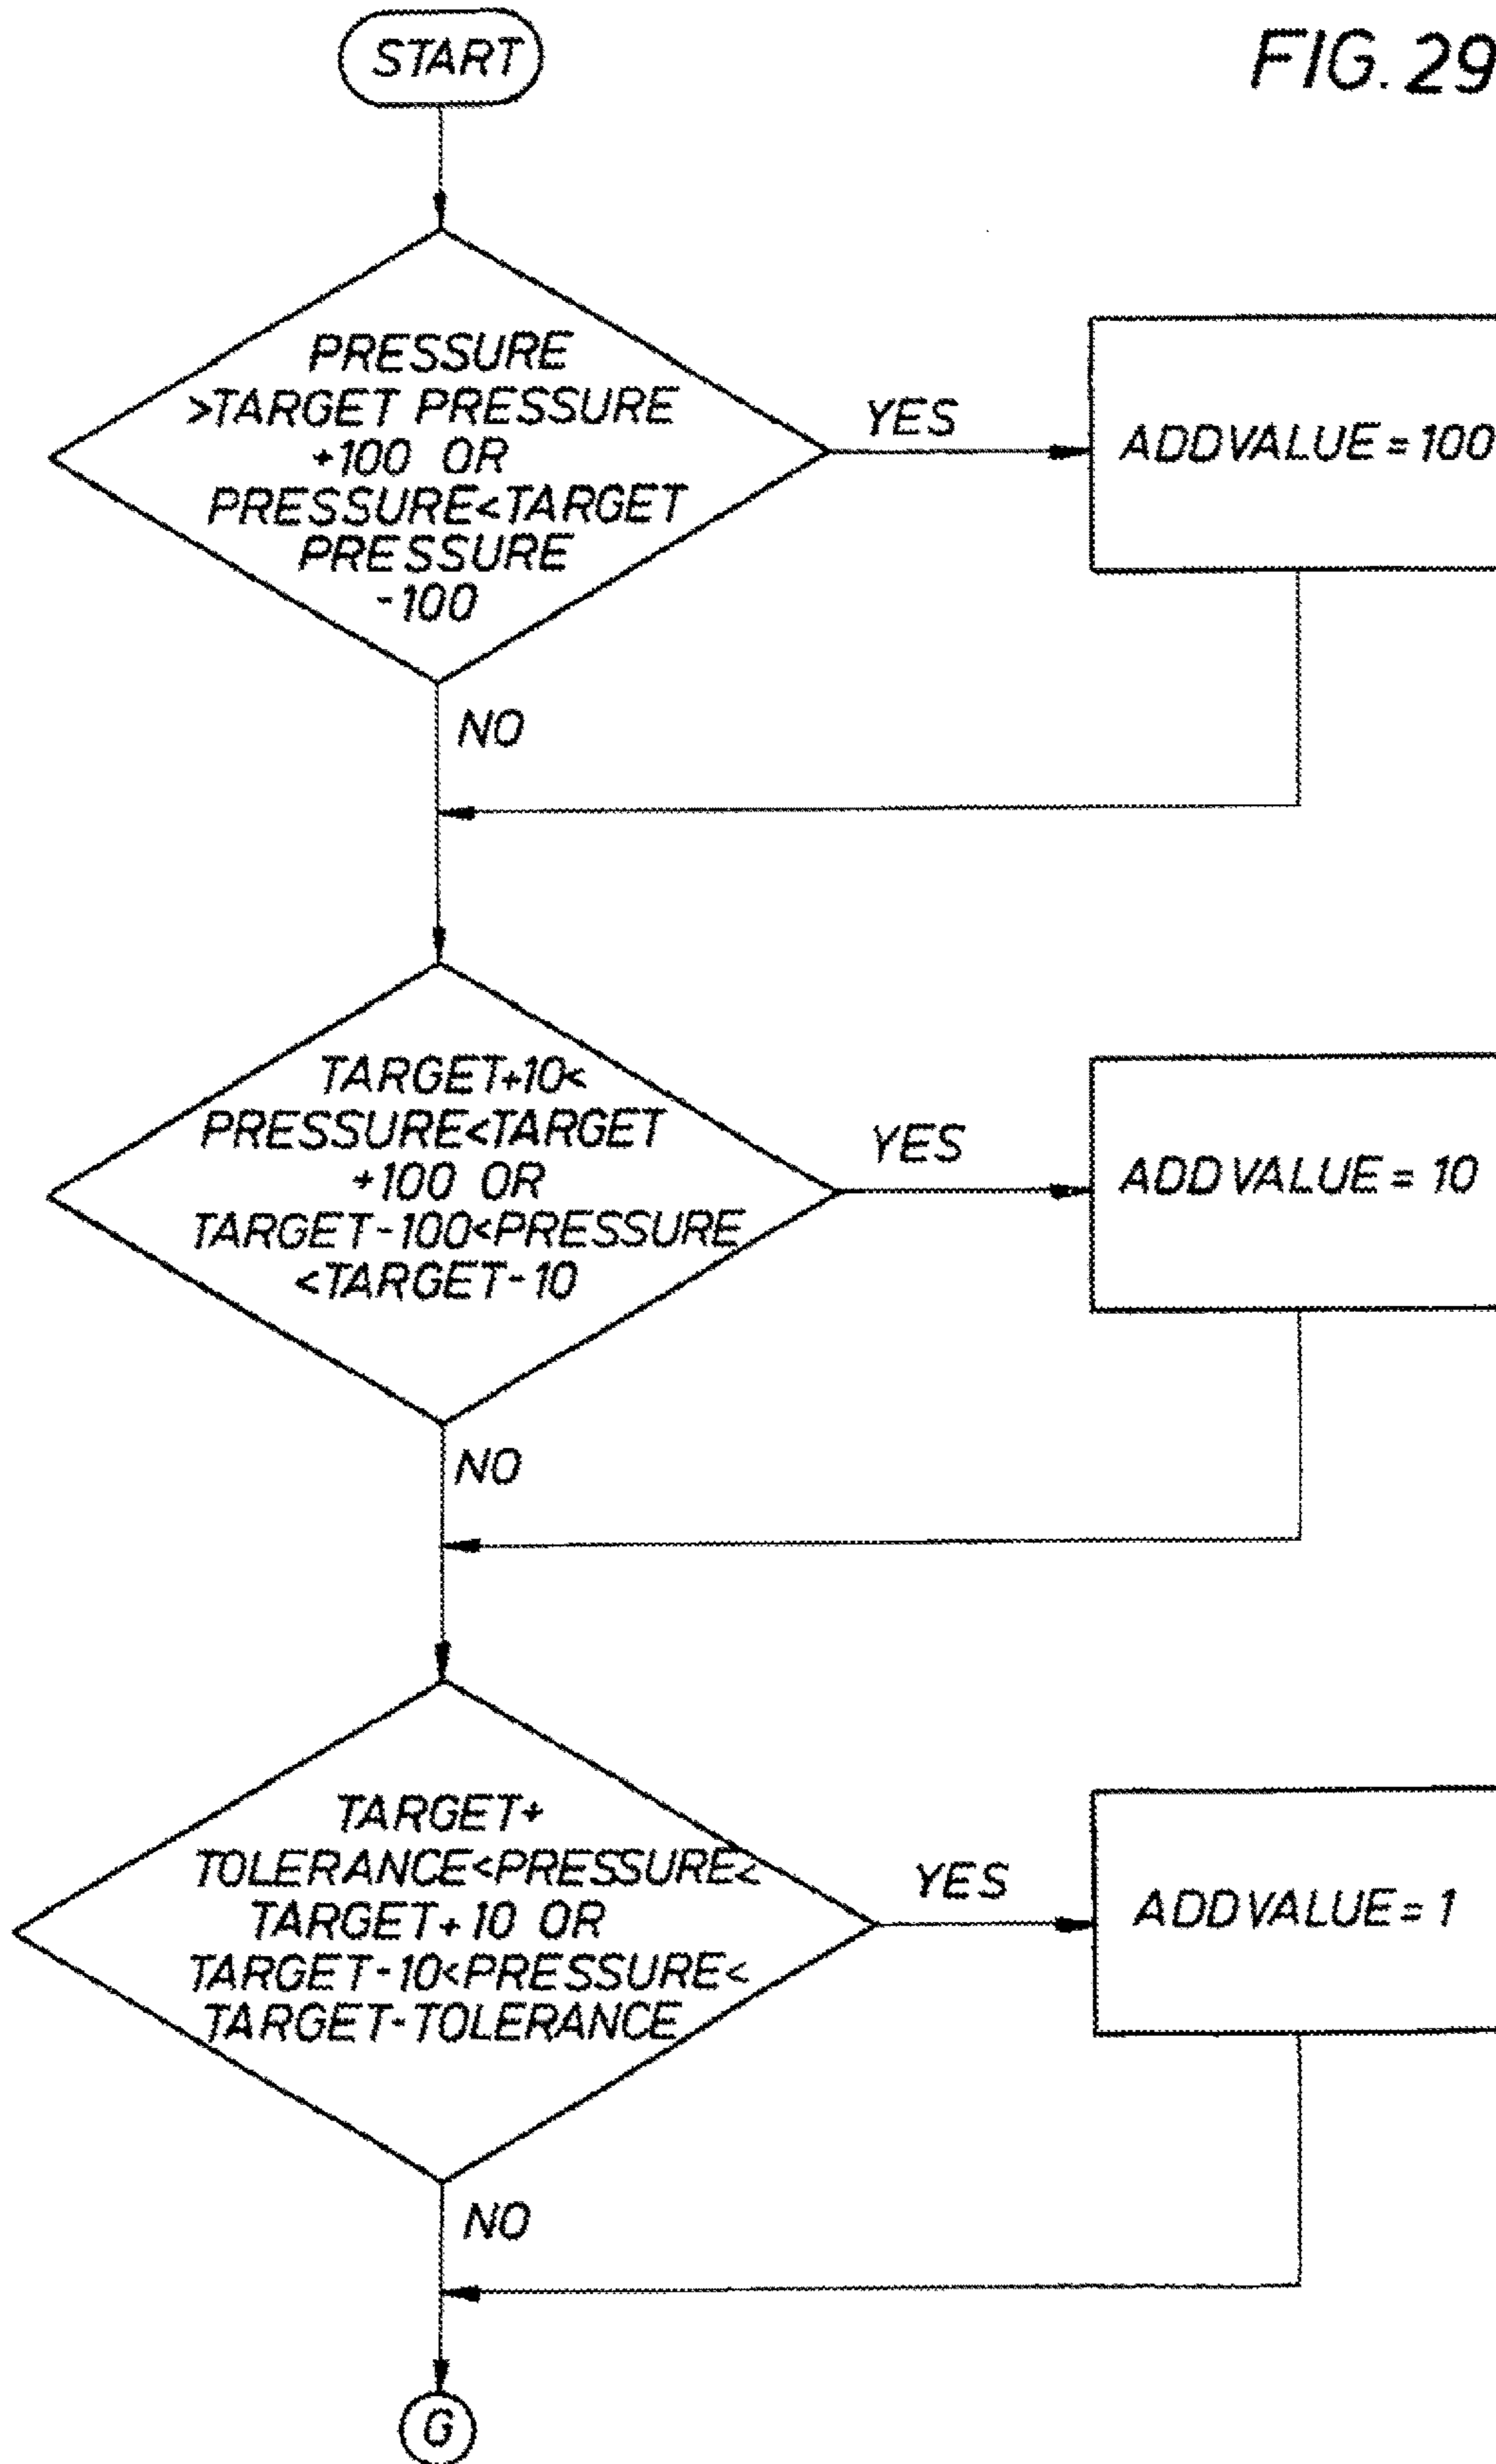 START
FIG. 29
PRESSURE
>TARGET PRESSURE
+100 OR
PRESSURE<TARGET
PRESSURE
-100
YES
ADDVALUE = 100
NO
TARGET+10<
PRESSURE<TARGET
+100 OR
TARGET-100<PRESSURE
<TARGET-10
YES
ADDVALUE = 10
NO
TARGET+
TOLERANCE<PRESSURE<
TARGET+10 OR
TARGET-10<PRESSURE<
TARGET-TOLERANCE
YES
ADDVALUE = 1
NO
G